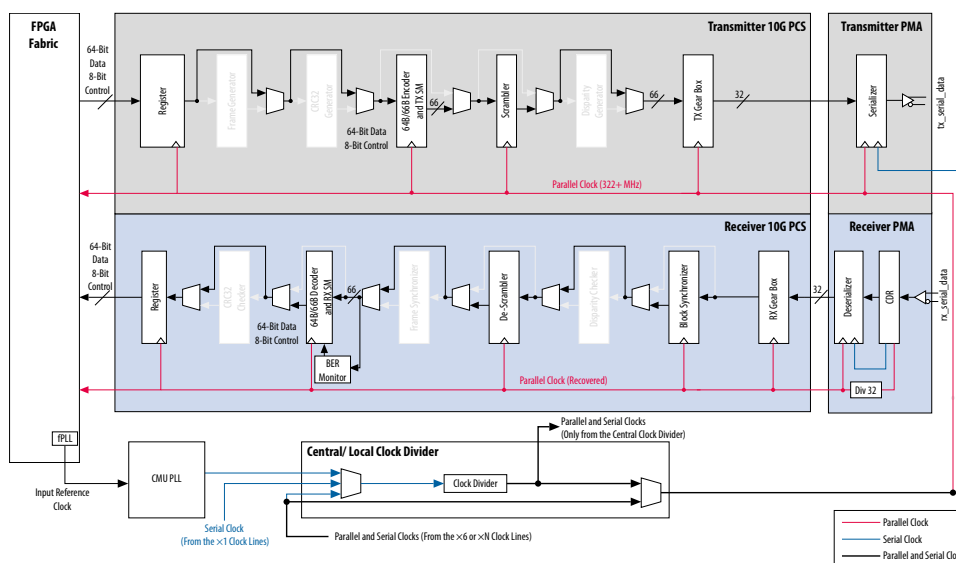 FPGA
Fabric
Transmitter 10G PCS
Transmitter PMA
64-Bit
Data
8-Bit
Control
Register
Frame Generator
CRC32
Generator
64B/66B Encoder
and TX SM
66
Scrambler
Disparity
Generator
66
TX Gear Box
32
Serializer
tx_serial_data
64-Bit Data
8-Bit Control
Parallel Clock (322+ MHz)
Receiver 10G PCS
Receiver PMA
64-Bit
Data
8-Bit
Control
Register
CRC32
Checker
64B/66B Decoder
and RX SM
66
Frame Synchronizer
De-Scrambler
Disparity Checker
Block Synchronizer
RX Gear Box
32
Deserializer
CDR
rx_serial_data
64-Bit Data
8-Bit Control
BER
Monitor
Parallel Clock (Recovered)
Div 32
fPLL
Input Reference
Clock
CMU PLL
Parallel and Serial Clocks
(Only from the Central Clock Divider)
Central/ Local Clock Divider
Clock Divider
Serial Clock
(From the ×1 Clock Lines)
Parallel and Serial Clocks (From the ×6 or ×N Clock Lines)
Parallel Clock
Serial Clock
Parallel and Serial Clo